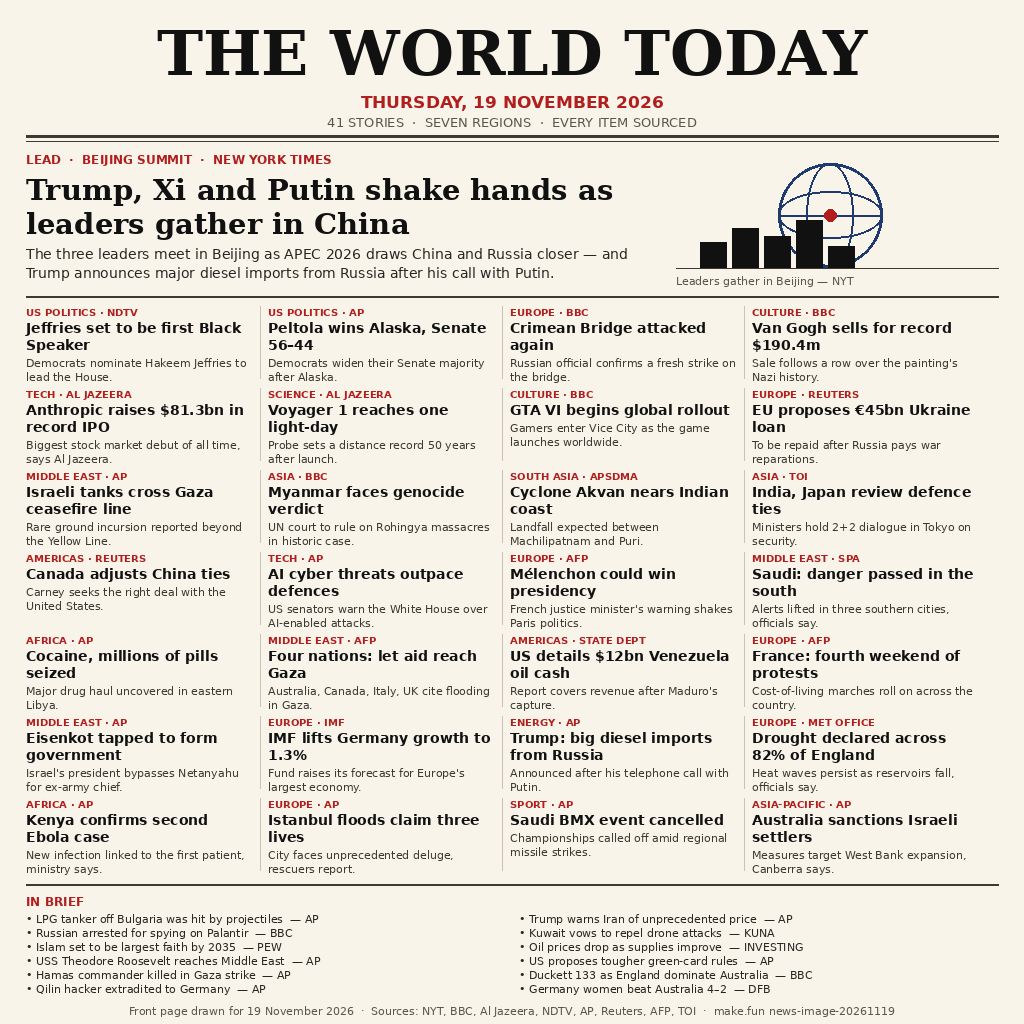 THE WORLD TODAY
THURSDAY, 19 NOVEMBER 2026
41 STORIES · SEVEN REGIONS · EVERY ITEM SOURCED
LEAD · BEIJING SUMMIT · NEW YORK TIMES
Trump, Xi and Putin shake hands as
leaders gather in China
The three leaders meet in Beijing as APEC 2026 draws China and Russia closer — and
Trump announces major diesel imports from Russia after his call with Putin.
Leaders gather in Beijing — NYT
US POLITICS · NDTV
Jeffries set to be first Black
Speaker
Democrats nominate Hakeem Jeffries to
lead the House.
US POLITICS · AP
Peltola wins Alaska, Senate
56–44
Democrats widen their Senate majority
after Alaska.
EUROPE · BBC
Crimean Bridge attacked
again
Russian official confirms a fresh strike on
the bridge.
CULTURE · BBC
Van Gogh sells for record
$190.4m
Sale follows a row over the painting's
Nazi history.
TECH · AL JAZEERA
Anthropic raises $81.3bn in
record IPO
Biggest stock market debut of all time,
says Al Jazeera.
SCIENCE · AL JAZEERA
Voyager 1 reaches one
light-day
Probe sets a distance record 50 years
after launch.
CULTURE · BBC
GTA VI begins global rollout
Gamers enter Vice City as the game
launches worldwide.
EUROPE · REUTERS
EU proposes €45bn Ukraine
loan
To be repaid after Russia pays war
reparations.
MIDDLE EAST · AP
Israeli tanks cross Gaza
ceasefire line
Rare ground incursion reported beyond
the Yellow Line.
ASIA · BBC
Myanmar faces genocide
verdict
UN court to rule on Rohingya massacres
in historic case.
SOUTH ASIA · APSDMA
Cyclone Akvan nears Indian
coast
Landfall expected between
Machilipatnam and Puri.
ASIA · TOI
India, Japan review defence
ties
Ministers hold 2+2 dialogue in Tokyo on
security.
AMERICAS · REUTERS
Canada adjusts China ties
Carney seeks the right deal with the
United States.
TECH · AP
AI cyber threats outpace
defences
US senators warn the White House over
AI-enabled attacks.
EUROPE · AFP
Mélenchon could win
presidency
French justice minister's warning shakes
Paris politics.
MIDDLE EAST · SPA
Saudi: danger passed in the
south
Alerts lifted in three southern cities,
officials say.
AFRICA · AP
Cocaine, millions of pills
seized
Major drug haul uncovered in eastern
Libya.
MIDDLE EAST · AFP
Four nations: let aid reach
Gaza
Australia, Canada, Italy, UK cite flooding
in Gaza.
AMERICAS · STATE DEPT
US details $12bn Venezuela
oil cash
Report covers revenue after Maduro's
capture.
EUROPE · AFP
France: fourth weekend of
protests
Cost-of-living marches roll on across the
country.
MIDDLE EAST · AP
Eisenkot tapped to form
government
Israel's president bypasses Netanyahu
for ex-army chief.
EUROPE · IMF
IMF lifts Germany growth to
1.3%
Fund raises its forecast for Europe's
largest economy.
ENERGY · AP
Trump: big diesel imports
from Russia
Announced after his telephone call with
Putin.
EUROPE · MET OFFICE
Drought declared across
82% of England
Heat waves persist as reservoirs fall,
officials say.
AFRICA · AP
Kenya confirms second
Ebola case
New infection linked to the first patient,
ministry says.
EUROPE · AP
Istanbul floods claim three
lives
City faces unprecedented deluge,
rescuers report.
SPORT · AP
Saudi BMX event cancelled
Championships called off amid regional
missile strikes.
ASIA-PACIFIC · AP
Australia sanctions Israeli
settlers
Measures target West Bank expansion,
Canberra says.
IN BRIEF
• LPG tanker off Bulgaria was hit by projectiles — AP
• Russian arrested for spying on Palantir — BBC
• Islam set to be largest faith by 2035 — PEW
• USS Theodore Roosevelt reaches Middle East — AP
• Hamas commander killed in Gaza strike — AP
• Qilin hacker extradited to Germany — AP
• Trump warns Iran of unprecedented price — AP
• Kuwait vows to repel drone attacks — KUNA
• Oil prices drop as supplies improve — INVESTING
• US proposes tougher green-card rules — AP
• Duckett 133 as England dominate Australia — BBC
• Germany women beat Australia 4–2 — DFB
Front page drawn for 19 November 2026 · Sources: NYT, BBC, Al Jazeera, NDTV, AP, Reuters, AFP, TOI · make.fun news-image-20261119